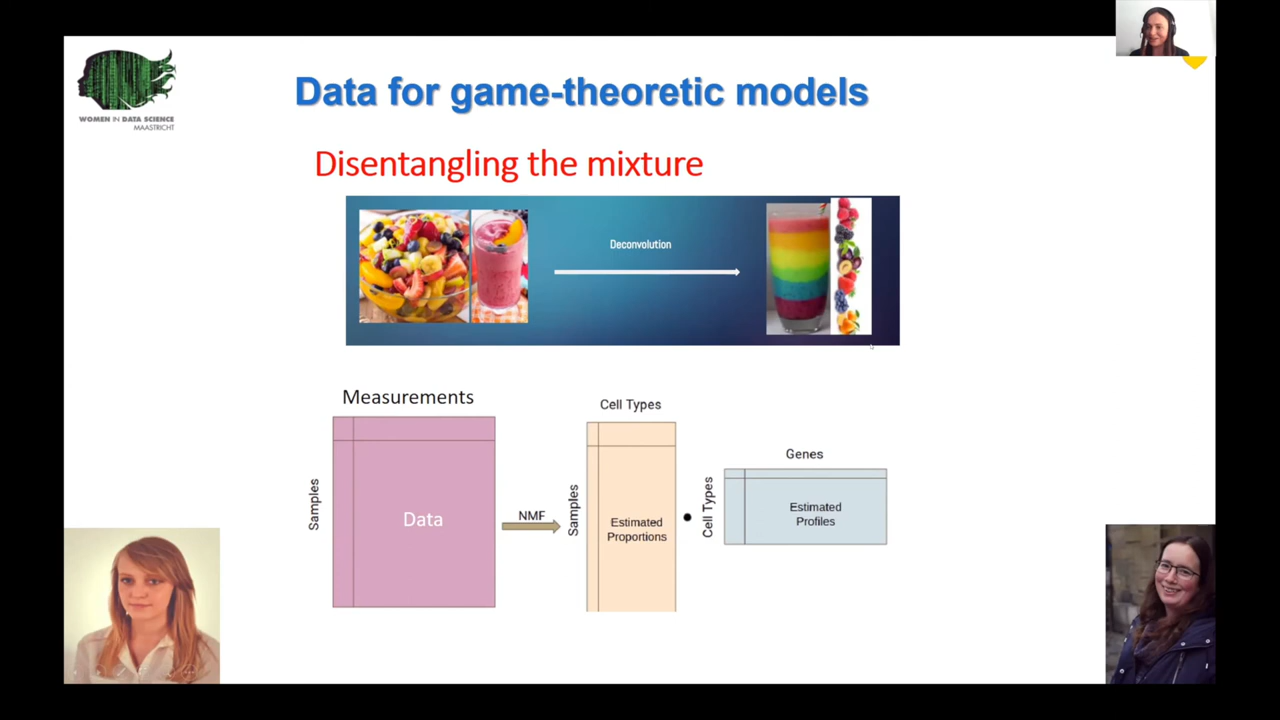 WOMEN IN DATA SCIENCE
MAASTRICHT
Data for game-theoretic models
Disentangling the mixture
Deconvolution
Measurements
Samples
Data
NMF
Cell Types
Samples
Estimated
Proportions
Genes
Cell Types
Estimated
Profiles